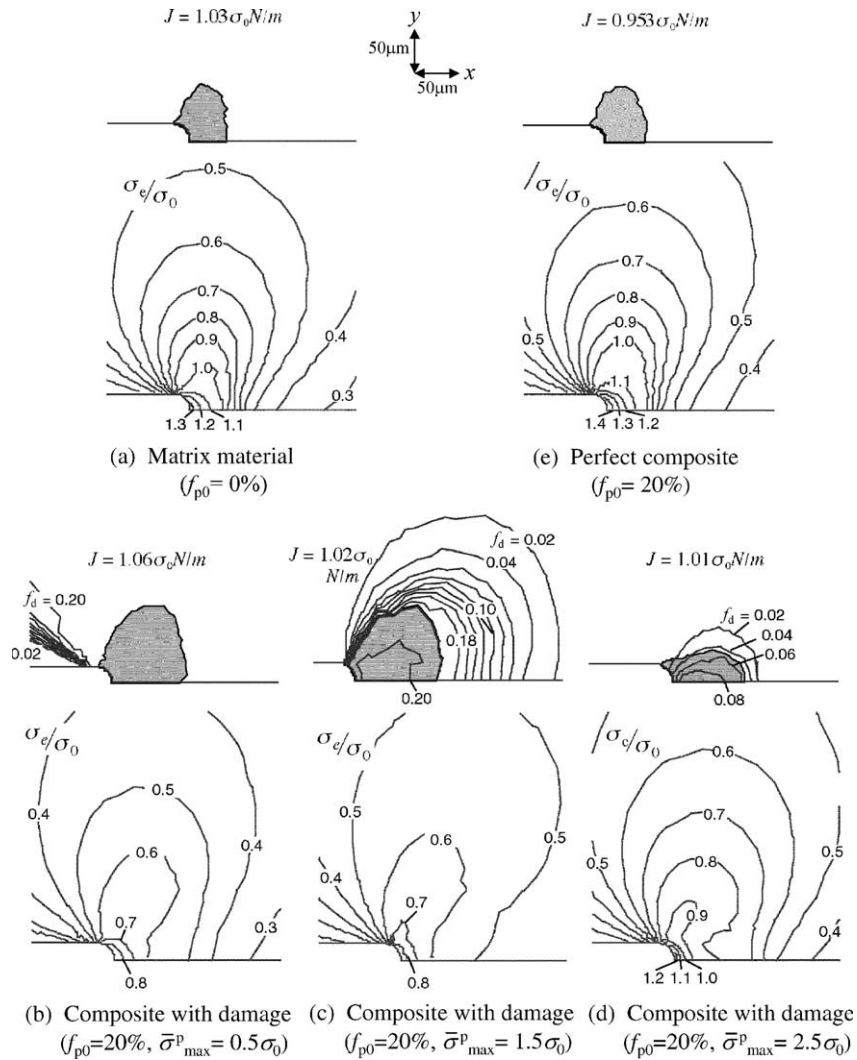 J = 1.03σ₀N/m
y
50μm
x
50μm
J = 0.953σ₀N/m
0.5
σₑ/σ₀
0.6
0.7
0.8
0.9
1.0
0.4
0.3
1.3 1.2 1.1
(a) Matrix material
(fₚ₀= 0%)
σₑ/σ₀
0.6
0.7
0.8
0.9
1.0
1.1
0.5
0.5
0.4
1.4 1.3 1.2
(e) Perfect composite
(fₚ₀= 20%)
J = 1.06σ₀N/m
f_d = 0.20
0.02
σₑ/σ₀
0.5
0.4
0.4
0.6
0.7
0.3
0.8
(b) Composite with damage
(fₚ₀=20%, σ̄ᵖmax= 0.5σ₀)
J = 1.02σ₀
N/m
f_d = 0.02
0.04
0.10
0.18
0.20
σₑ/σ₀
0.5
0.6
0.5
0.4
0.7
0.8
(c) Composite with damage
(fₚ₀=20%, σ̄ᵖmax= 1.5σ₀)
J = 1.01σ₀N/m
f_d = 0.02
0.04
0.06
0.08
σₑ/σ₀
0.6
0.7
0.8
0.5
0.5
0.9
0.4
1.2 1.1 1.0
(d) Composite with damage
(fₚ₀=20%, σ̄ᵖmax= 2.5σ₀)